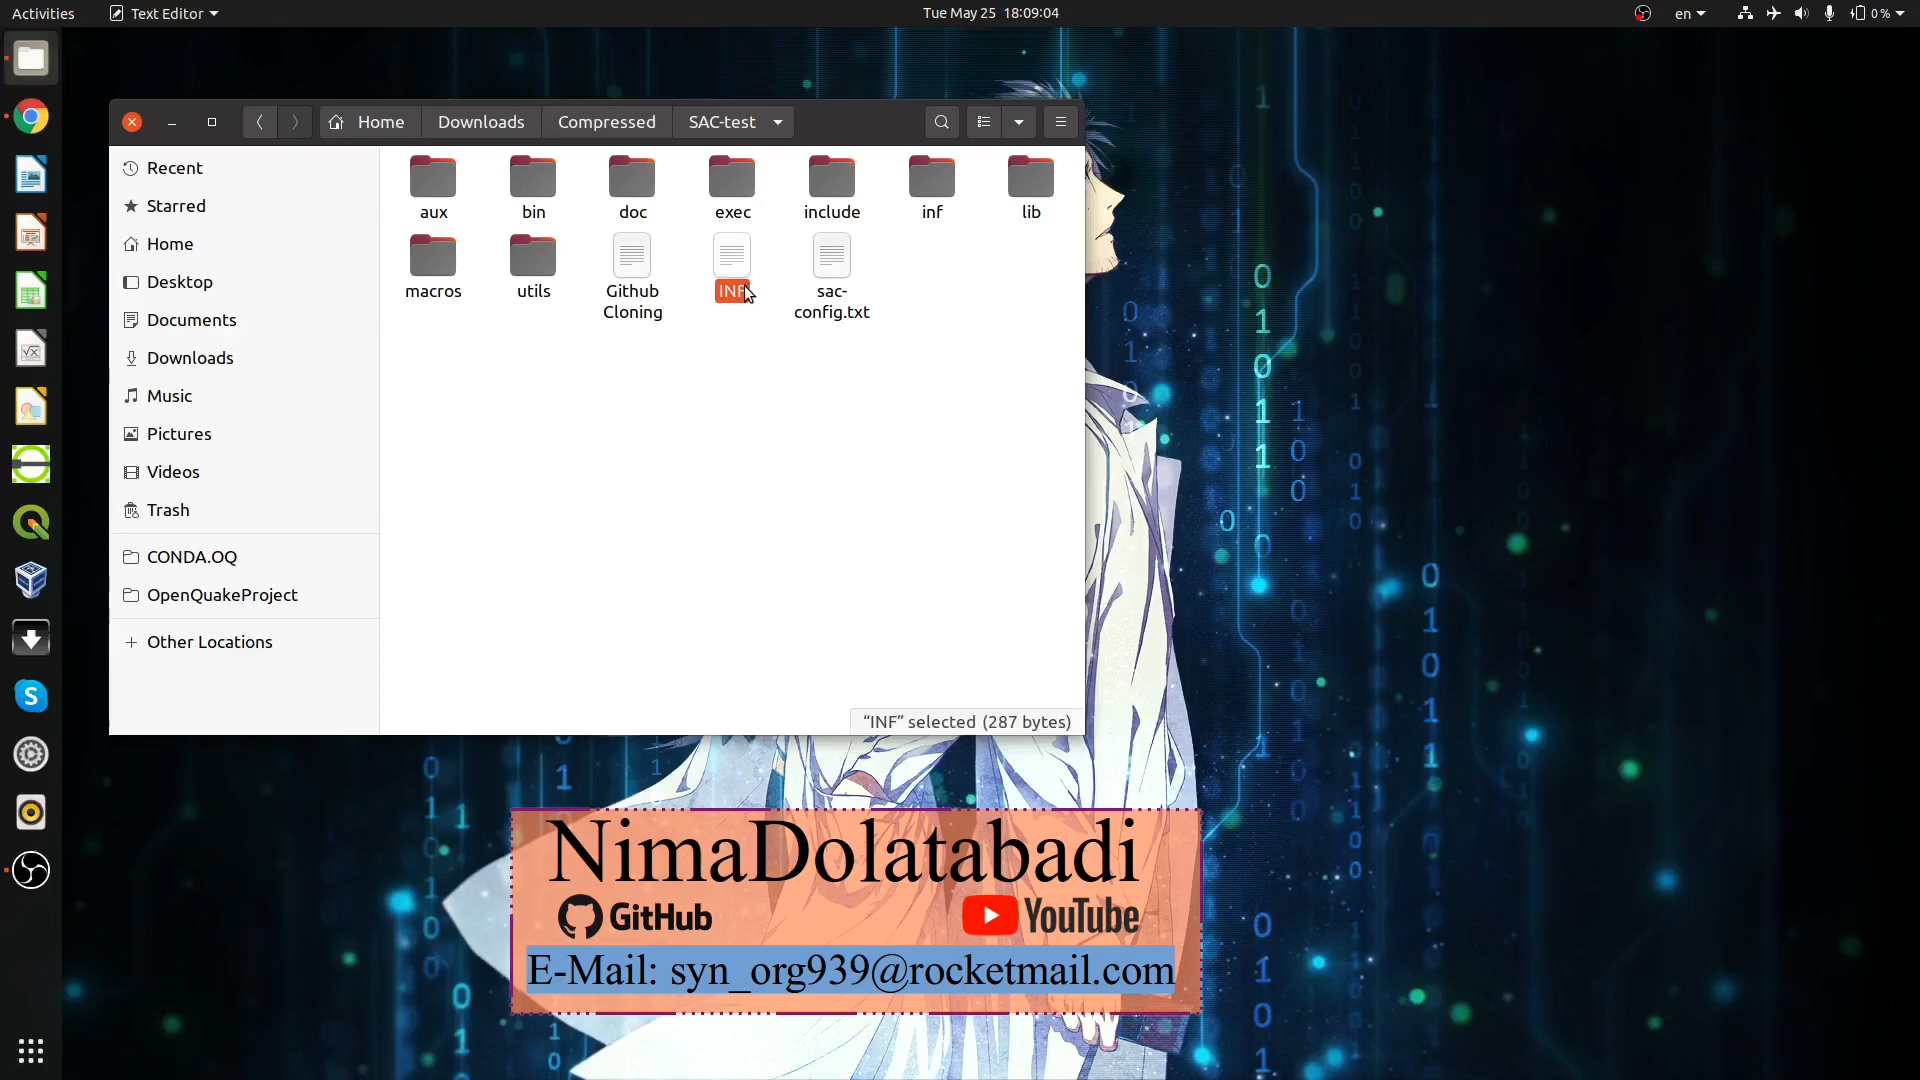 Activities Text Editor Tue May 25 18:09:04 en 0 %
Home Downloads Compressed SAC-test
Recent
Starred
Home
Desktop
Documents
Downloads
Music
Pictures
Videos
Trash
CONDA.OQ
OpenQuakeProject
Other Locations
aux bin doc exec include inf lib
macros utils Github Cloning INF sac-config.txt
“INF” selected (287 bytes)
NimaDolatabadi
GitHub YouTube
E-Mail: syn_org939@rocketmail.com